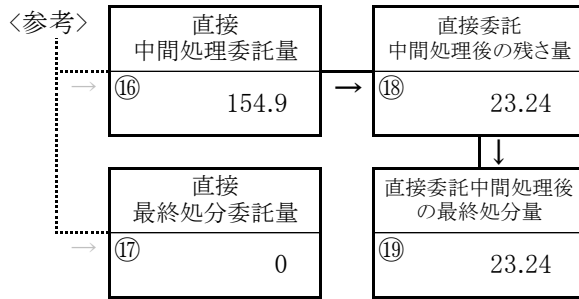 <参考>
直接
中間処理委託量
⑯
154.9
→
→
直接委託
中間処理後の残さ量
⑱
23.24
↓
直接
最終処分委託量
→
⑰
0
直接委託中間処理後
の最終処分量
⑲
23.24